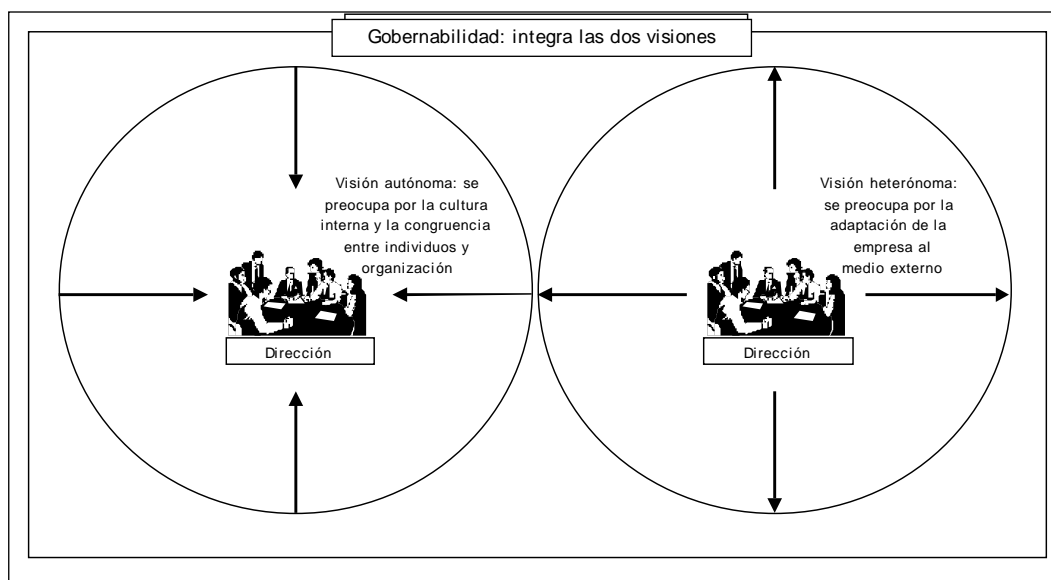 Gobernabilidad: integra las dos visiones
Visión autónoma: se
preocupa por la cultura
interna y la congruencia
entre individuos y
organización
Dirección
Visión heterónoma:
se preocupa por la
adaptación de la
empresa al
medio externo
Dirección